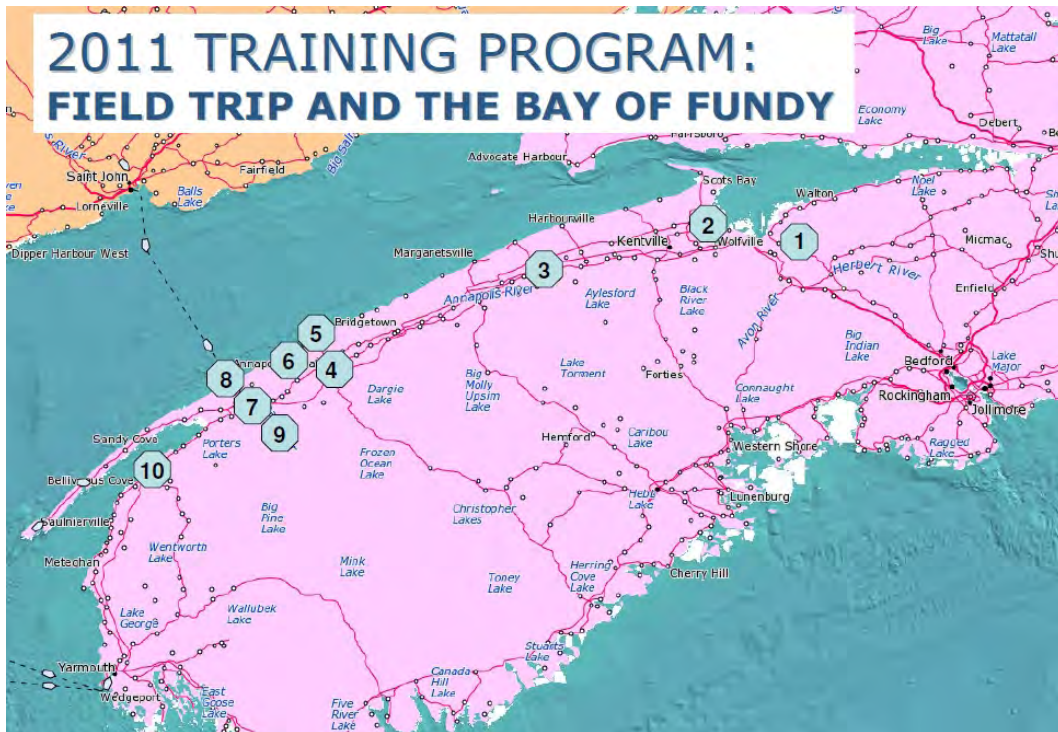 2011 TRAINING PROGRAM:
FIELD TRIP AND THE BAY OF FUNDY
Big
Lake
Mattatall
Lake
Economy
Lake
Debert
Advocate Harbour
Saint John
Fairfield
Balls
Lake
Lorneville
Dipper Harbour West
Scots Bay
Walton
Noel
Lake
Harbourville
2
Kentville
Wolfville
1
Micmac
Margaretsville
3
Herbert River
Enfield
Annapolis River
Aylesford
Lake
Black
River
Lake
Avon River
5
Bridgetown
Big
Indian
Lake
6
4
Bedford
Lake
Major
8
Dargie
Lake
Big
Molly
Upsim
Lake
Lake
Torment
Forties
Connaught
Lake
Rockingham
Jollimore
7
9
Sandy Cove
Porters
Lake
Hemford
Caribou
Lake
Western Shore
Ragged
Lake
10
Frozen
Ocean
Lake
Bellivous Cove
Hebb
Lake
Lunenburg
Saulnierville
Big
Pine
Lake
Christopher
Lakes
Meteghan
Wentworth
Lake
Mink
Lake
Toney
Lake
Herring
Cove
Lake
Cherry Hill
Lake
George
Wallubek
Lake
Stuarts
Lake
Yarmouth
Canada
Hill
Lake
Wedgeport
East
Goose
Lake
Five
River
Lake